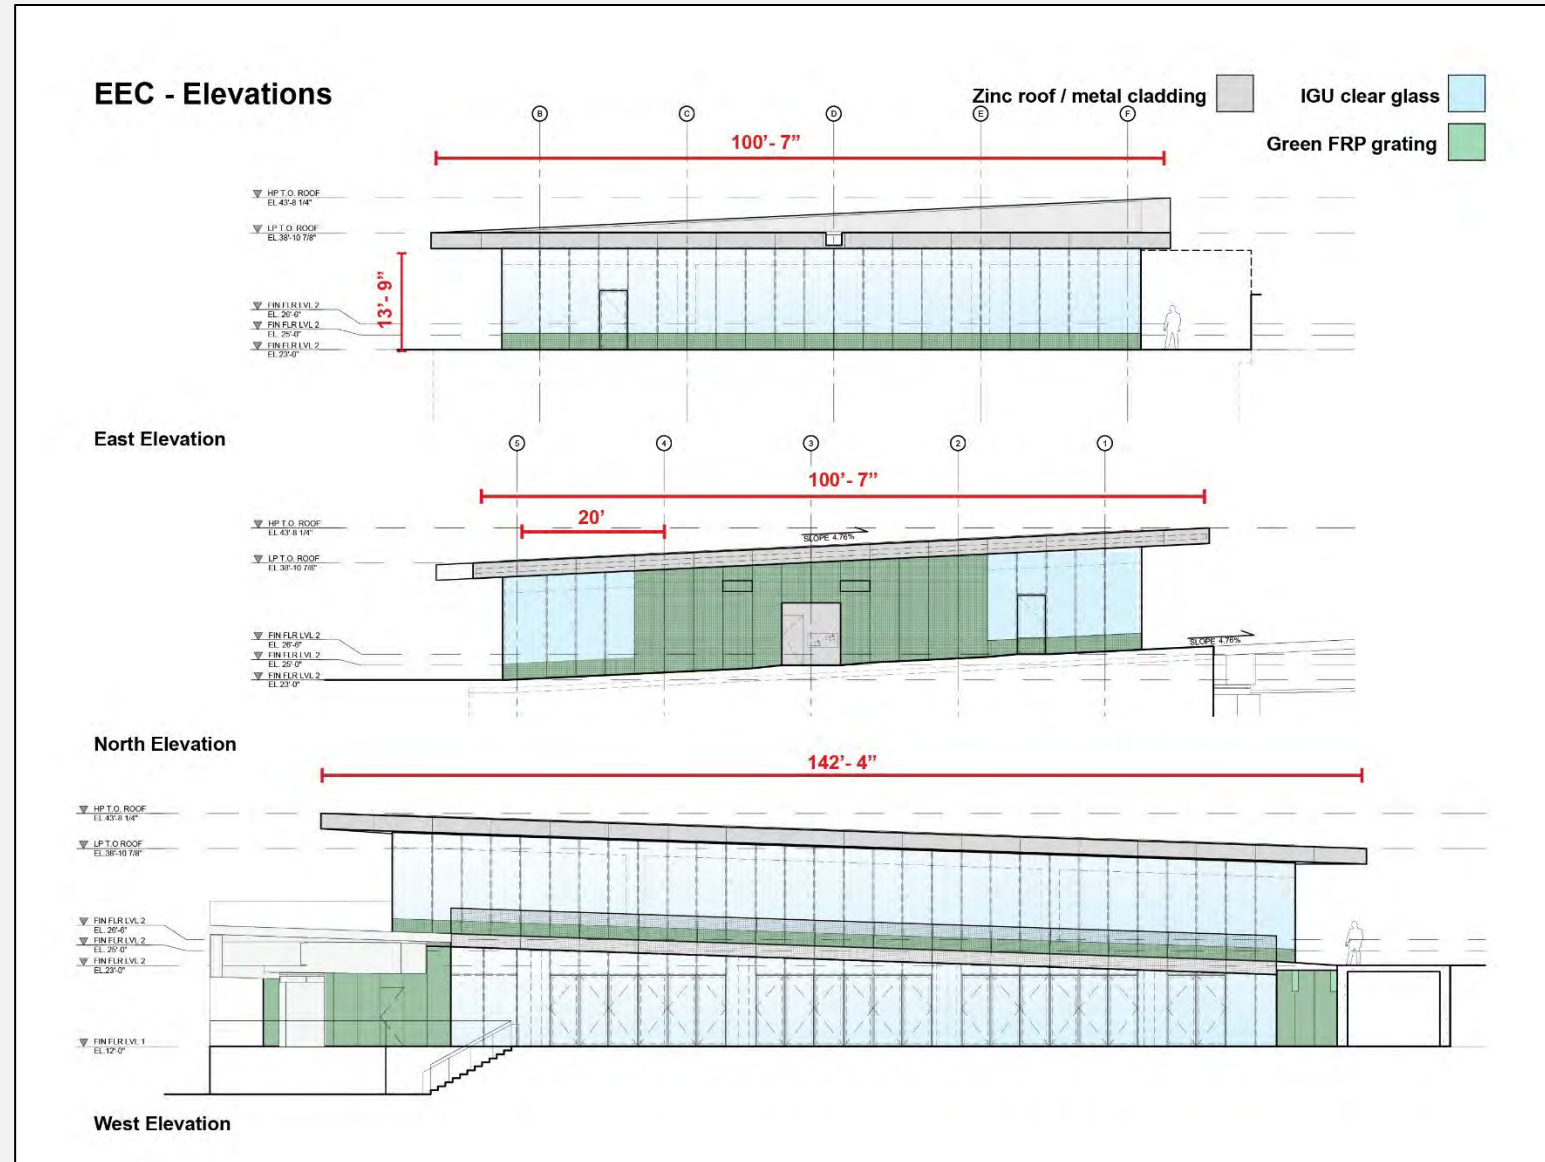 EEC - Elevations
Zinc roof / metal cladding
IGU clear glass
Green FRP grating
B
C
D
E
F
100'- 7"
HP T.O. ROOF
EL.43'-8 1/4"
LP T.O. ROOF
EL.38'-10 7/8"
13'- 9"
FIN FLR LVL 2
EL. 26'-6"
FIN FLR LVL 2
EL. 25'-0"
FIN FLR LVL 2
EL.23'-0"
East Elevation
5
4
3
2
1
100'- 7"
20'
HP T.O. ROOF
EL.43'-8 1/4"
SLOPE 4.76%
LP T.O. ROOF
EL.38'-10 7/8"
FIN FLR LVL 2
EL. 26'-6"
SLOPE 4.76%
FIN FLR LVL 2
EL. 25'-0"
FIN FLR LVL 2
EL.23'-0"
North Elevation
142'- 4"
HP T.O. ROOF
EL.43'-8 1/4"
LP T.O ROOF
EL.38'-10 7/8"
FIN FLR LVL 2
EL. 26'-6"
FIN FLR LVL 2
EL. 25'-0"
FIN FLR LVL 2
EL.23'-0"
FIN FLR LVL 1
EL.12'-0"
West Elevation